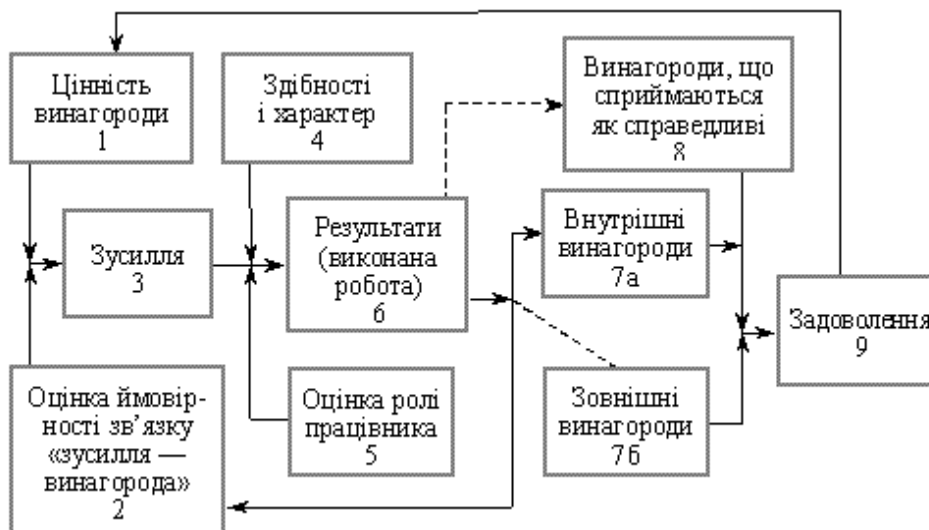 Цінність
винагороди
1
Здібності
і характер
4
Винагороди, що
сприймаються
як справедливі
8
Зусилля
3
Результати
(виконана
робота)
6
Внутрішні
винагороди
7а
Задоволення
9
Оцінка ймовір-
ності зв’язку
«зусилля —
винагорода»
2
Оцінка ролі
працівника
5
Зовнішні
винагороди
7б